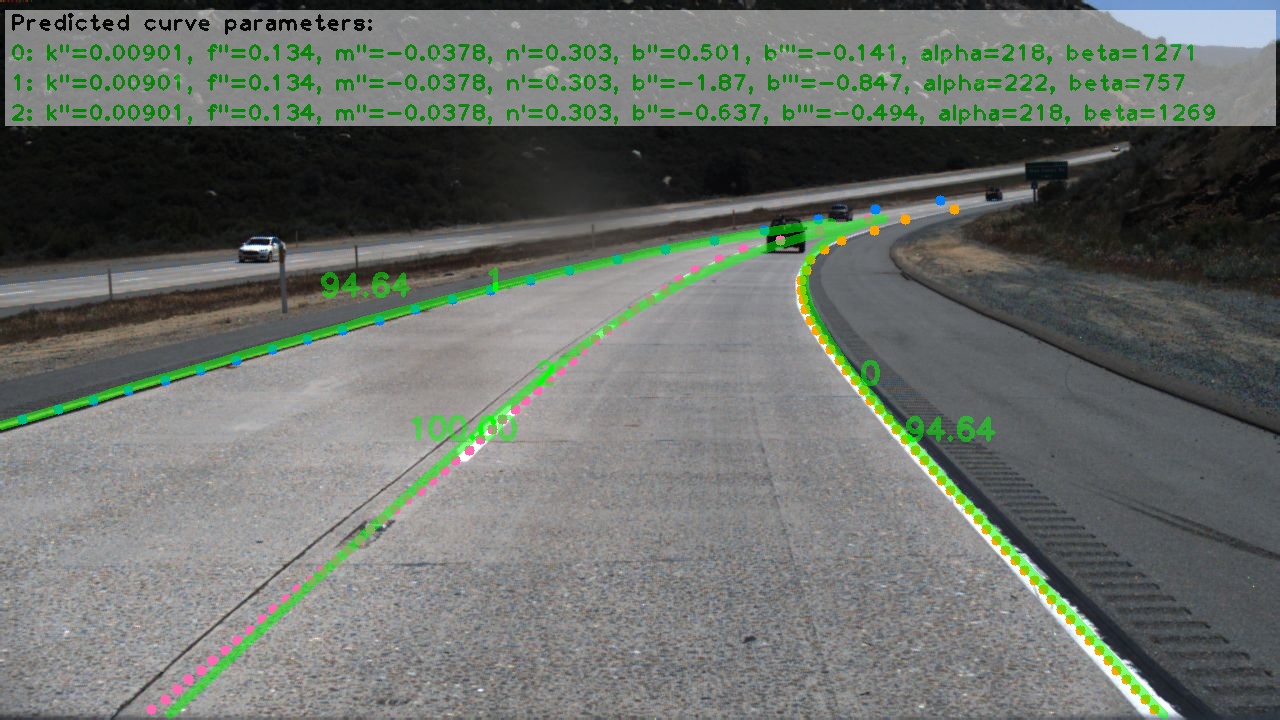 Predicted curve parameters:
0: k''=0.00901, f''=0.134, m''=-0.0378, n'=0.303, b''=0.501, b'''=-0.141, alpha=218, beta=1271
1: k''=0.00901, f''=0.134, m''=-0.0378, n'=0.303, b''=-1.87, b'''=-0.847, alpha=222, beta=757
2: k''=0.00901, f''=0.134, m''=-0.0378, n'=0.303, b''=-0.637, b'''=-0.494, alpha=218, beta=1269
94.64
1
2
0
100.00
94.64